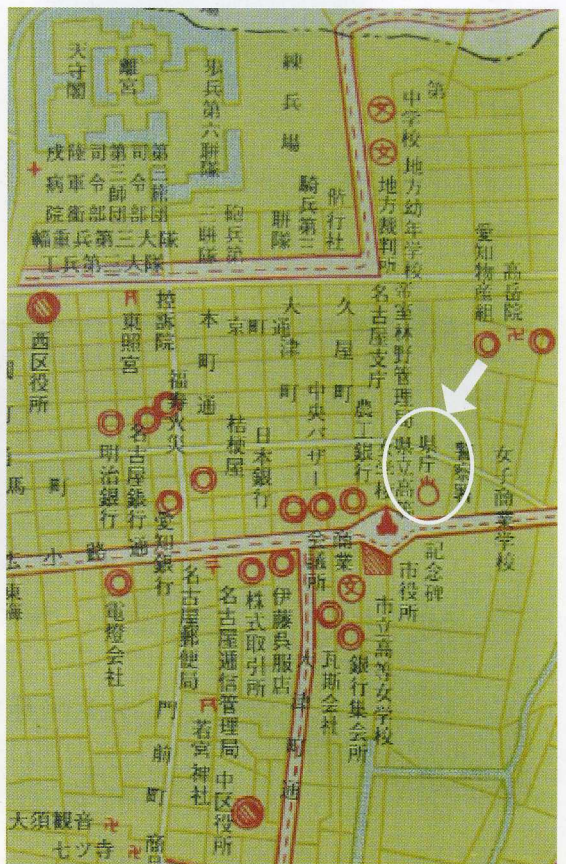 天守閣
離宮
歩兵第六聯隊
練兵場
第一
中学校
地方幼年学校
地方裁判所
偕行社
騎兵第三聯隊
砲兵第三聯隊
第三師団司令部
陸軍衛戍病院
輜重兵第三大隊
工兵第三大隊
愛知物産組
高岳院
西区役所
東照宮
控訴院
本町通
京町通
大津町
久屋町
名古屋支庁
帝室林野管理局
福寿火災
桔梗屋
日本銀行
中央バザー
農工銀行
県庁
警察署
女子商業学校
明治銀行
名古屋銀行
愛知銀行
小路
商業会議所
記念碑
市役所
電燈会社
名古屋郵便局
名古屋逓信管理局
株式取引所
伊藤呉服店
瓦斯会社
銀行集会所
市立高等女学校
大津町通
門前町
若宮神社
中区役所
大須観音
七ツ寺